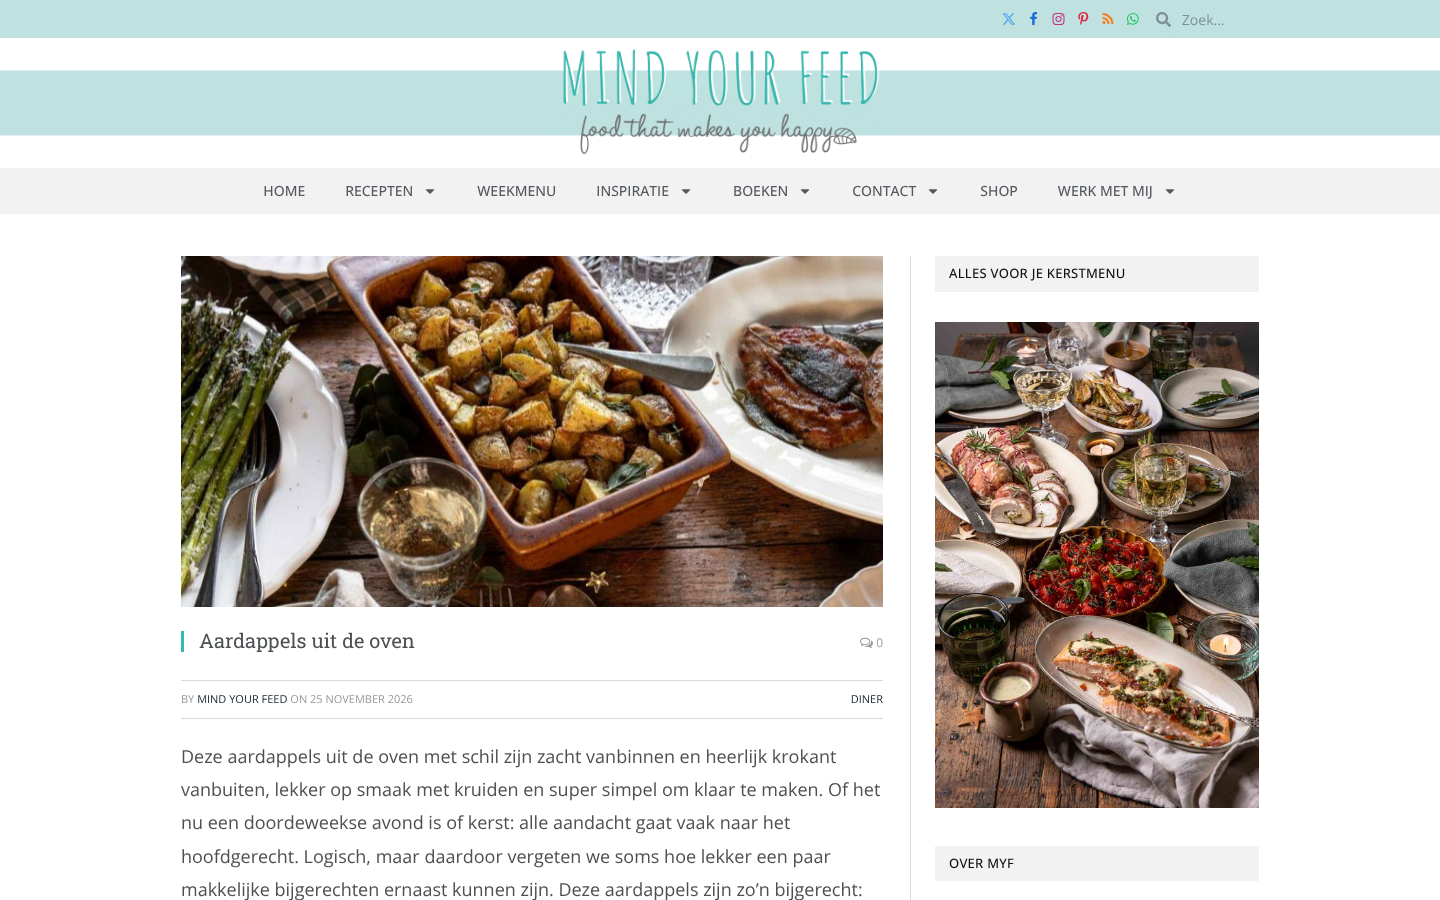 Zoek...
MIND YOUR FEED
food that makes you happy
HOME RECEPTEN WEEKMENU INSPIRATIE BOEKEN CONTACT SHOP WERK MET MIJ
Aardappels uit de oven
0
BY MIND YOUR FEED ON 25 NOVEMBER 2026
DINER
Deze aardappels uit de oven met schil zijn zacht vanbinnen en heerlijk krokant
vanbuiten, lekker op smaak met kruiden en super simpel om klaar te maken. Of het
nu een doordeweekse avond is of kerst: alle aandacht gaat vaak naar het
hoofdgerecht. Logisch, maar daardoor vergeten we soms hoe lekker een paar
makkelijke bijgerechten ernaast kunnen zijn. Deze aardappels zijn zo’n bijgerecht:
ALLES VOOR JE KERSTMENU
OVER MYF